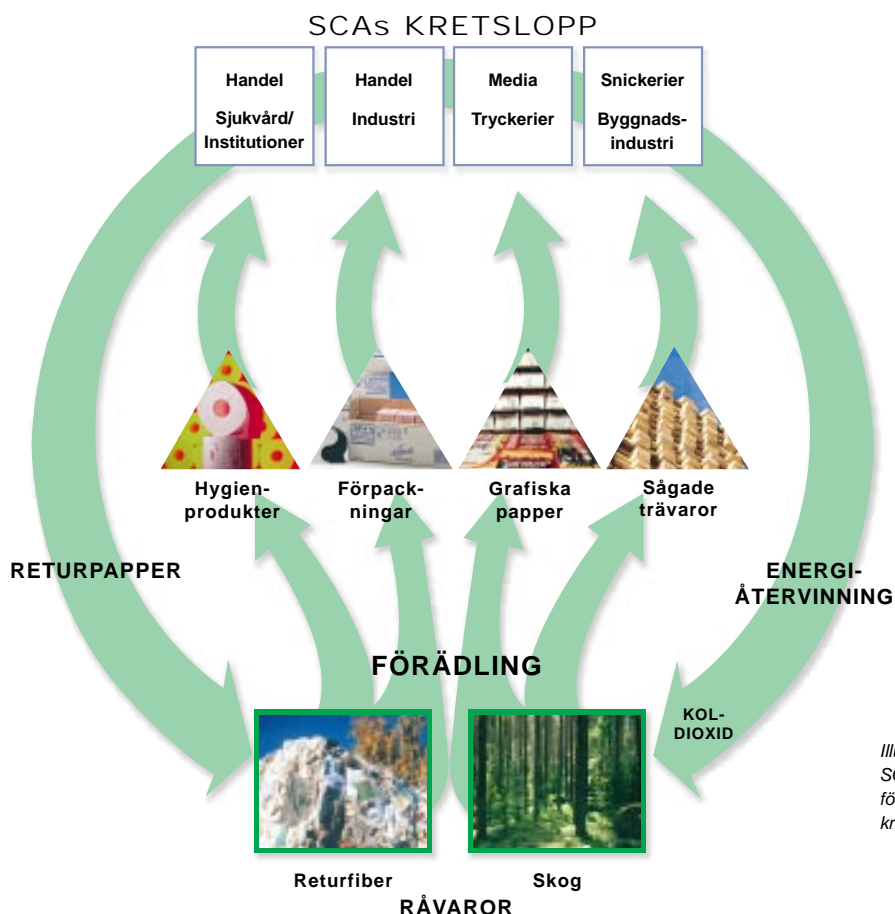 SCAs KRETSLOPP
Handel
Sjukvård/
Institutioner
Handel
Industri
Media
Tryckerier
Snickerier
Byggnads-
industri
Hygien-
produkter
Förpack-
ningar
Grafiska
papper
Sågade
trävaror
RETURPAPPER
ENERGI-
ÅTERVINNING
FÖRÄDLING
KOL-
DIOXID
Returfiber
Skog
RÅVAROR